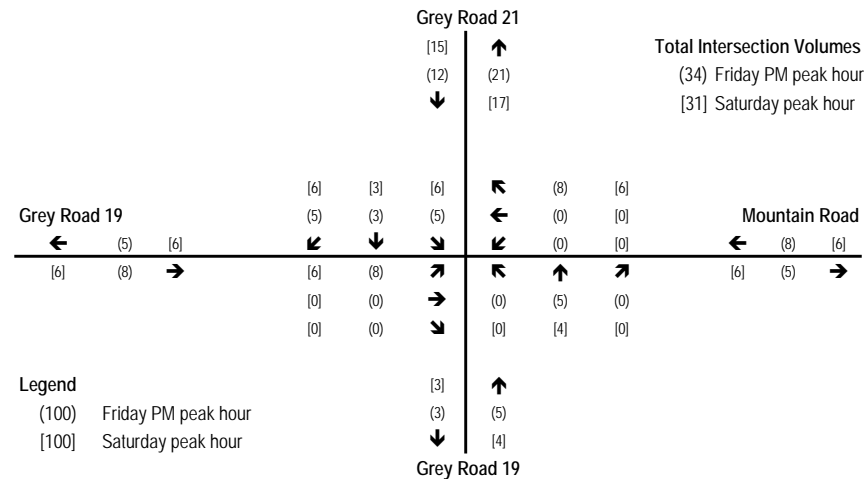 Grey Road 21
[15] ↑ Total Intersection Volumes
(12) (21) (34) Friday PM peak hour
↓ [17] [31] Saturday peak hour
[6] [3] [6] ↖ (8) [6]
Grey Road 19 (5) (3) (5) ← (0) [0] Mountain Road
← (5) [6] ↙ ↓ ↘ ↙ (0) [0] ← (8) [6]
[6] (8) → [6] (8) ↗ ↖ ↑ ↗ [6] (5) →
[0] (0) → (0) (5) (0)
[0] (0) ↘ [0] [4] [0]
Legend [3] ↑
(100) Friday PM peak hour (3) (5)
[100] Saturday peak hour ↓ [4]
Grey Road 19